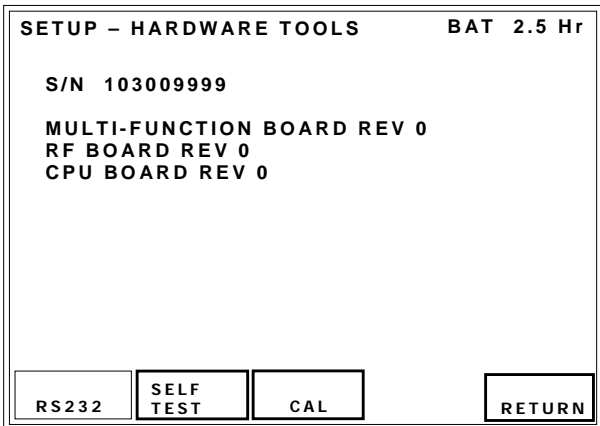 SETUP – HARDWARE TOOLS BAT 2.5 Hr
S/N 103009999
MULTI-FUNCTION BOARD REV 0
RF BOARD REV 0
CPU BOARD REV 0
RS232
SELF
TEST
CAL
RETURN